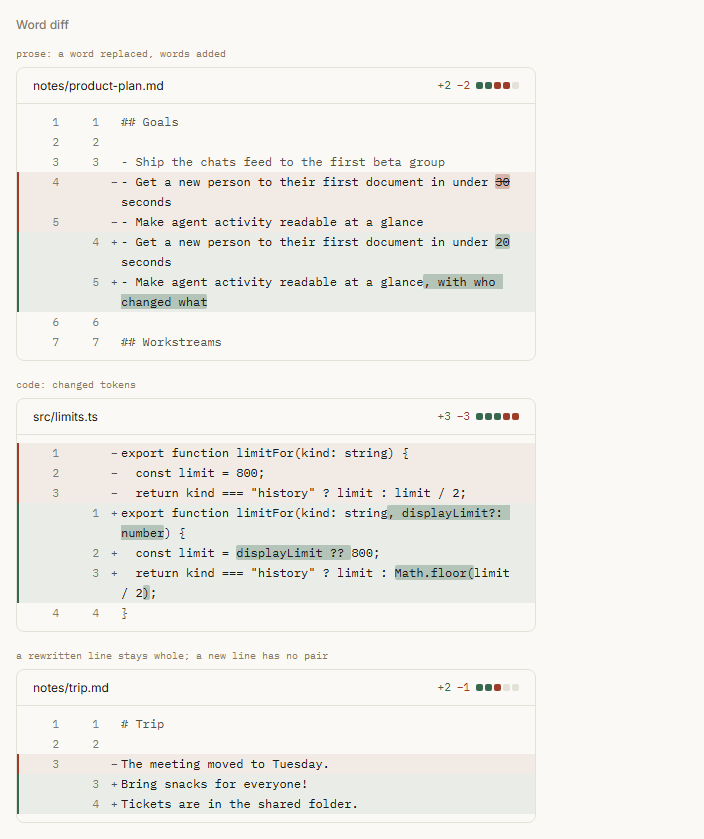 Word diff
prose: a word replaced, words added
notes/product-plan.md +2 −2
1 1 ## Goals
2 2
3 3 - Ship the chats feed to the first beta group
4 −- Get a new person to their first document in under 30
seconds
5 −- Make agent activity readable at a glance
4 +- Get a new person to their first document in under 20
seconds
5 +- Make agent activity readable at a glance, with who
changed what
6 6
7 7 ## Workstreams
code: changed tokens
src/limits.ts +3 −3
1 −export function limitFor(kind: string) {
2 − const limit = 800;
3 − return kind === "history" ? limit : limit / 2;
1 +export function limitFor(kind: string, displayLimit?:
number) {
2 + const limit = displayLimit ?? 800;
3 + return kind === "history" ? limit : Math.floor(limit
/ 2);
4 4 }
a rewritten line stays whole; a new line has no pair
notes/trip.md +2 −1
1 1 # Trip
2 2
3 −The meeting moved to Tuesday.
3 +Bring snacks for everyone!
4 +Tickets are in the shared folder.